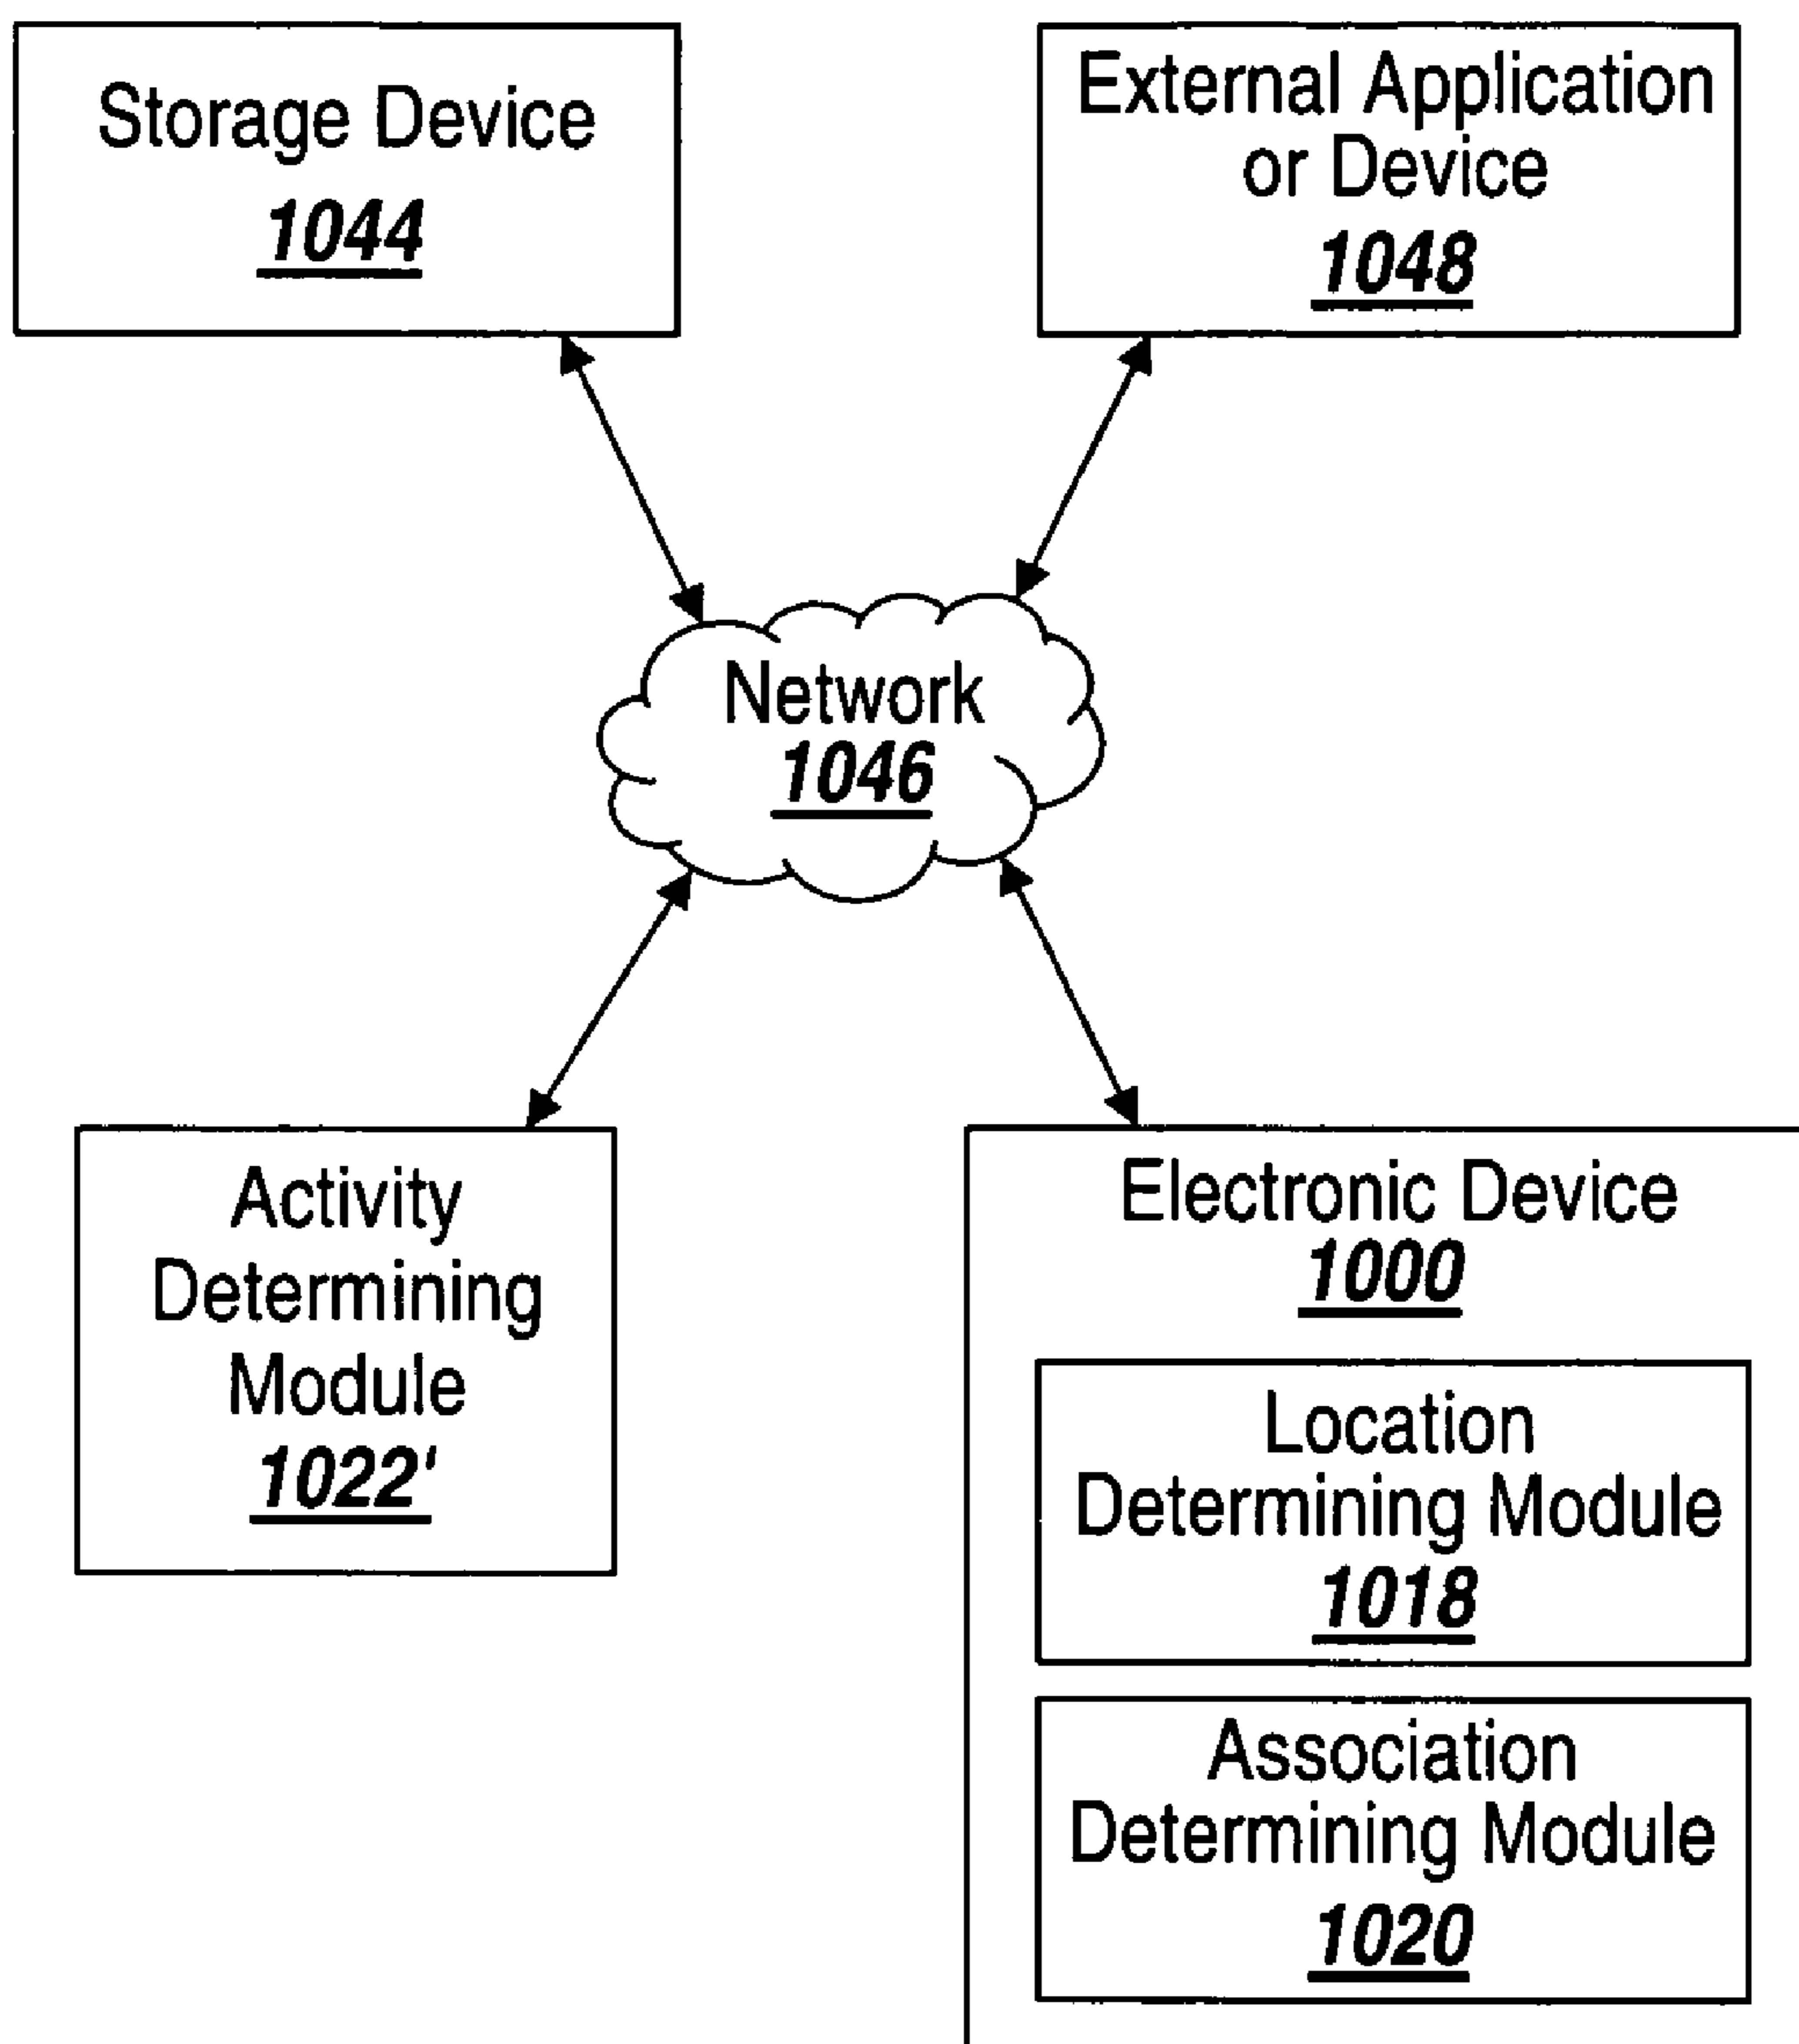 Storage Device
1044
External Application
or Device
1048
Network
1046
Activity
Determining
Module
1022'
Electronic Device
1000
Location
Determining Module
1018
Association
Determining Module
1020